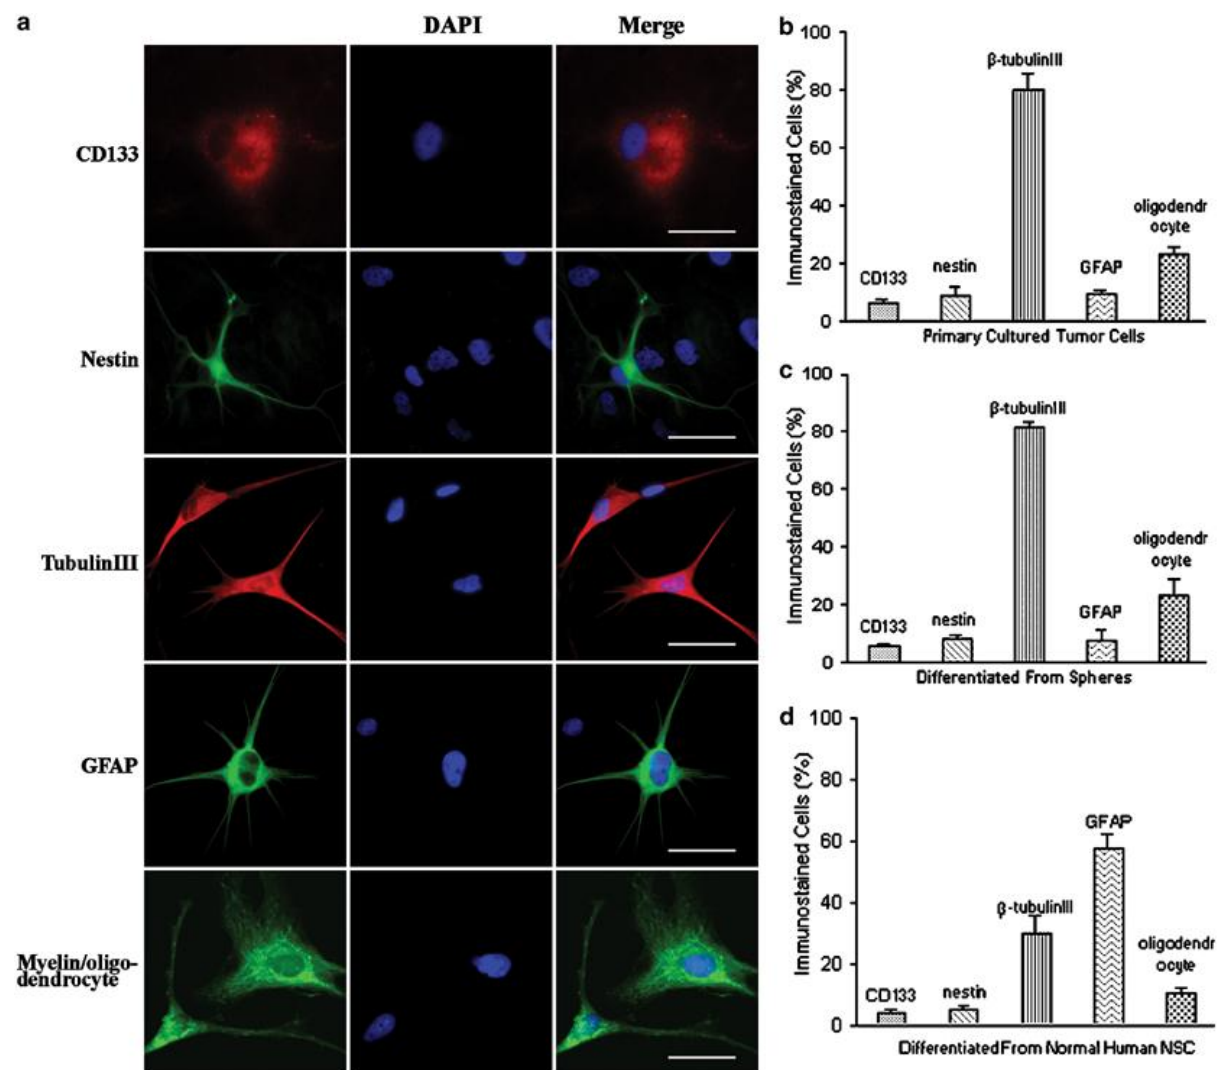 a
DAPI
Merge
CD133
Nestin
TubulinIII
GFAP
Myelin/oligo-
dendrocyte
b
Immunostained Cells (%)
100
80
60
40
20
0
CD133
nestin
β-tubulinIII
GFAP
oligodendr
ocyte
Primary Cultured Tumor Cells
c
Immunostained Cells (%)
100
80
60
40
20
0
CD133
nestin
β-tubulinIII
GFAP
oligodendr
ocyte
Differentiated From Spheres
d
Immunostained Cells (%)
100
80
60
40
20
0
CD133
nestin
β-tubulinIII
GFAP
oligodendr
ocyte
Differentiated From Normal Human NSC